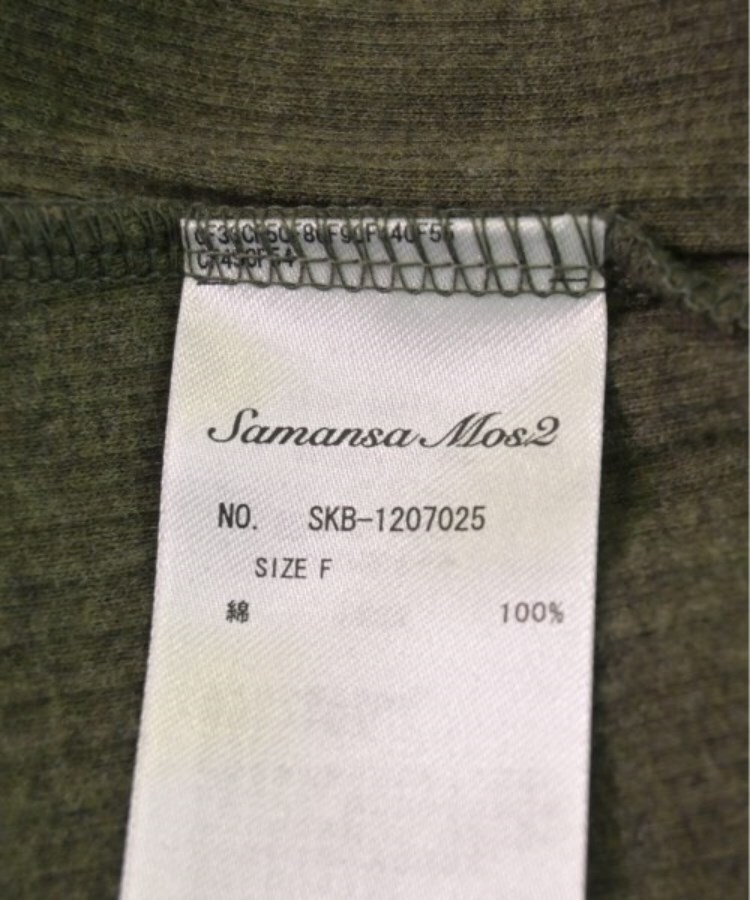 Samansa Mos2
NO. SKB-1207025
SIZE F
綿 100%